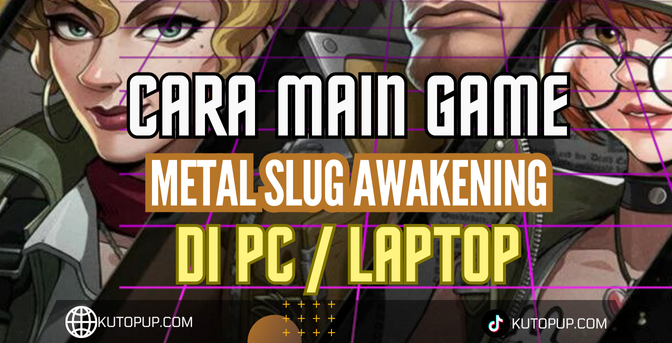 CARA MAIN GAME
METAL SLUG AWAKENING
DI PC / LAPTOP
KUTOPUP.COM
KUTOPUP.COM